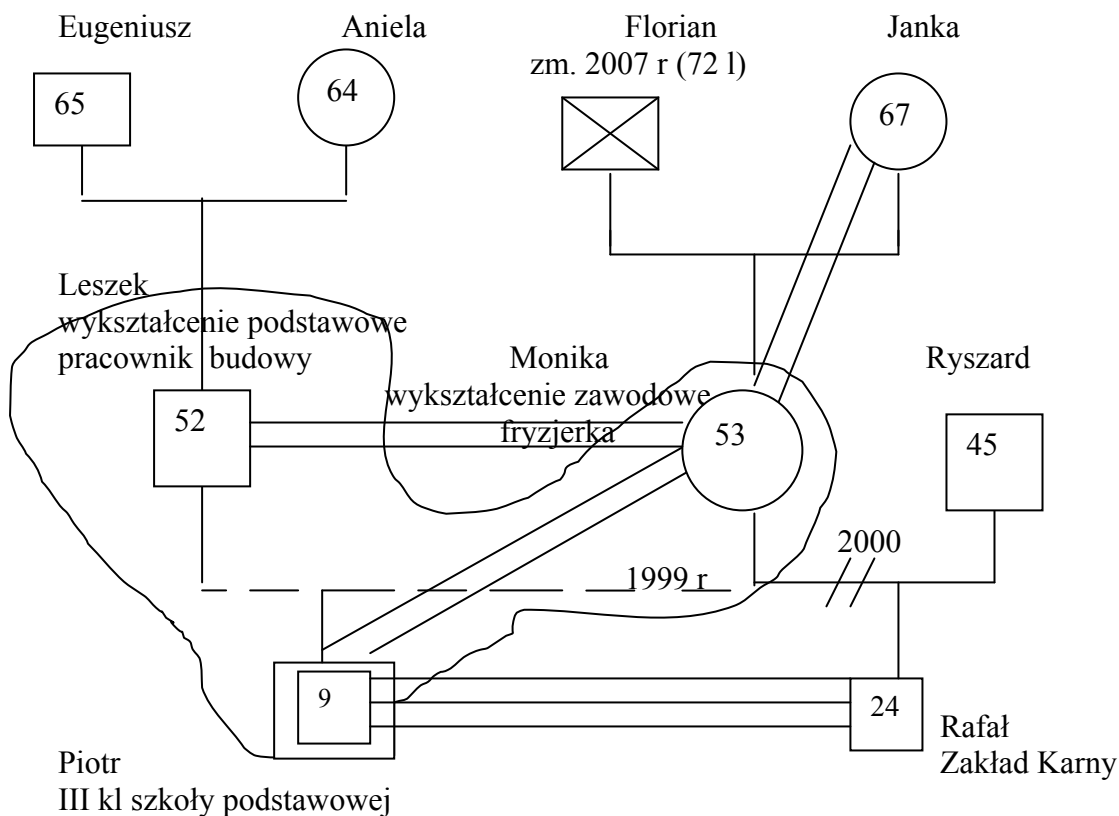 Eugeniusz
Aniela
Florian
zm. 2007 r (72 l)
Janka
65
64
67
Leszek
wykształcenie podstawowe
pracownik budowy
52
Monika
wykształcenie zawodowe
fryzjerka
53
Ryszard
45
2000
1999 r
9
24
Piotr
III kl szkoły podstawowej
Rafał
Zakład Karny